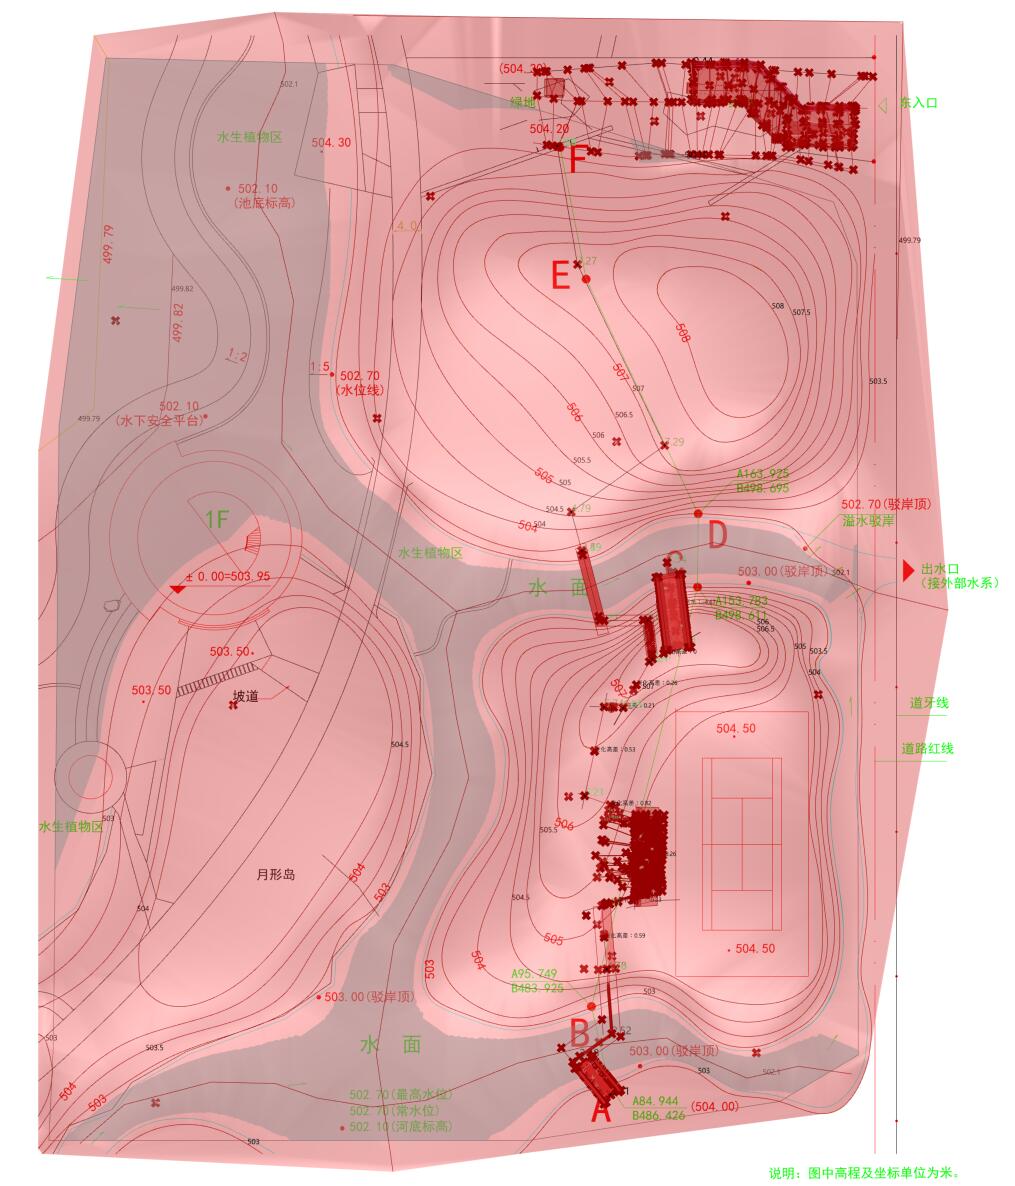 (504.20)
绿地
东入口
502.1
水生植物区
504.30
504.20
F
502.10
(池底标高)
4.0
499.79
499.79
E
499.82
508
507.5
499.82
508
1:2
1:5
502.70
(水位线)
507
507
503.5
502.10
(水下安全平台)
506
506.5
499.79
506
505.5
505
505
A163.925
B498.695
504.5
504
504
502.70(驳岸顶)
溢水驳岸
1F
D
水生植物区
C
水 面
503.00(驳岸顶)
502.1
出水口
(接外部水系)
± 0.00=503.95
A153.783
B498.611
506
506.5
503.50
505
503.5
504
503.50
坡道
507
507
道牙线
504.50
504.5
道路红线
水生植物区
503
506
505.5
月形岛
504
503
504.5
504
505
504.50
504
503
A95.749
B483.925
503
503.00(驳岸顶)
B
水 面
503
503.5
503.00(驳岸顶)
503
502.1
504
503
502.70(最高水位)
502.70(常水位)
502.10(河底标高)
A
A84.944
B486.426
(504.00)
503
说明: 图中高程及坐标单位为米。